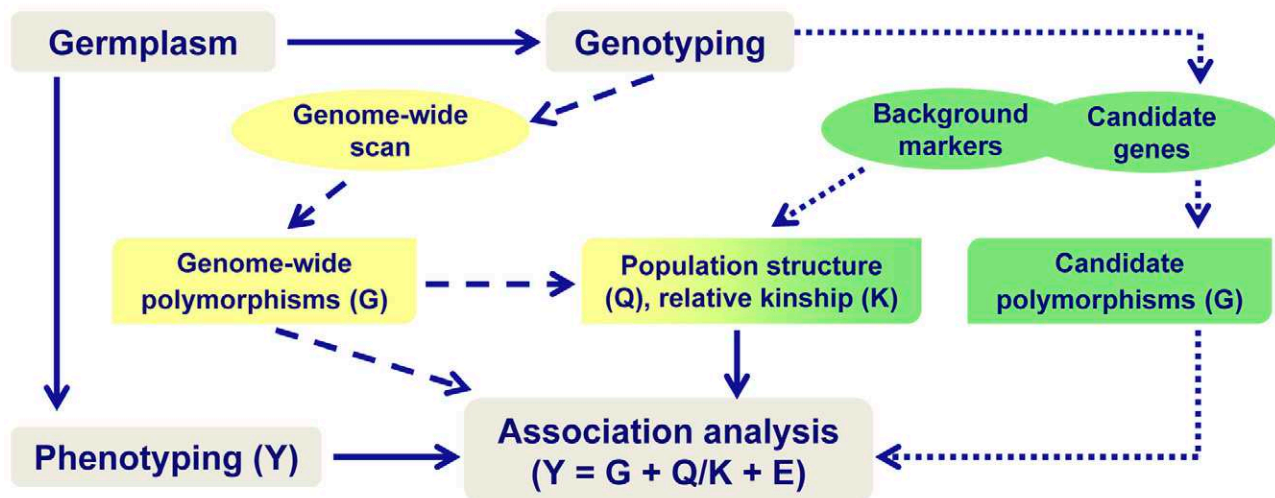 Germplasm
Genotyping
Genome-wide
scan
Background
markers
Candidate
genes
Genome-wide
polymorphisms (G)
Population structure
(Q), relative kinship (K)
Candidate
polymorphisms (G)
Phenotyping (Y)
Association analysis
(Y = G + Q/K + E)